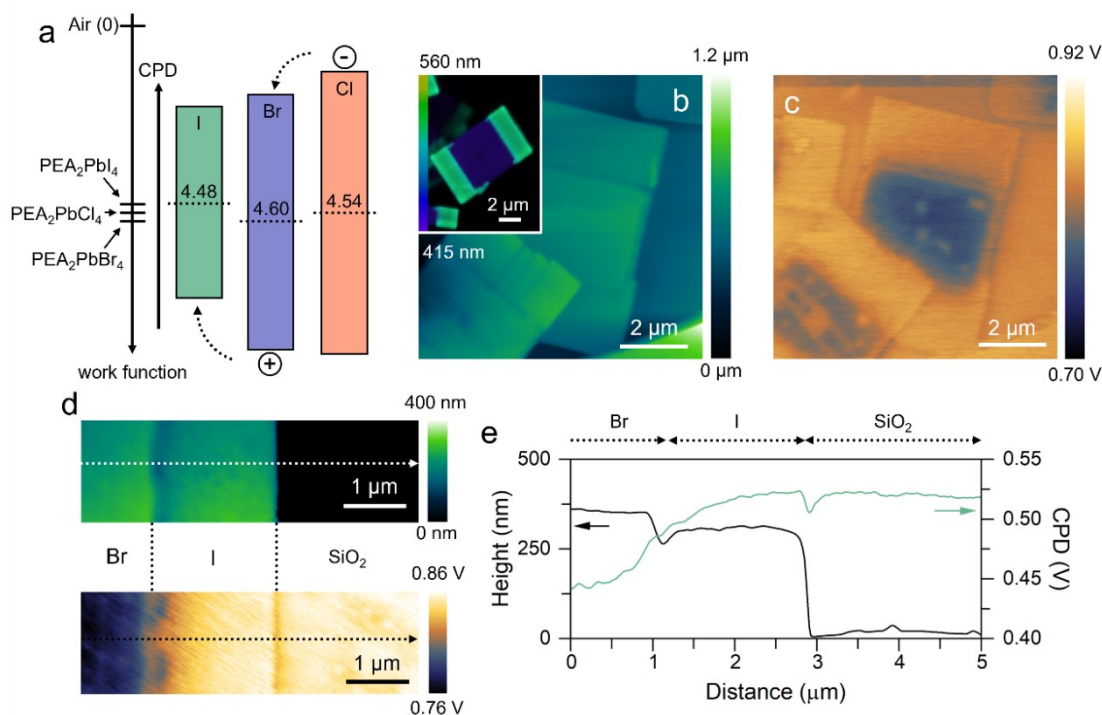 a
Air (0)
CPD
I
Br
Cl
−
+
4.48
4.60
4.54
PEA₂PbI₄
PEA₂PbCl₄
PEA₂PbBr₄
work function
560 nm
415 nm
2 µm
b
2 µm
1.2 µm
0 µm
c
2 µm
0.92 V
0.70 V
d
400 nm
1 µm
0 nm
Br
I
SiO₂
0.86 V
1 µm
0.76 V
e
Br
I
SiO₂
500
250
0
Height (nm)
0.55
0.50
0.45
0.40
CPD (V)
0
1
2
3
4
5
Distance (µm)